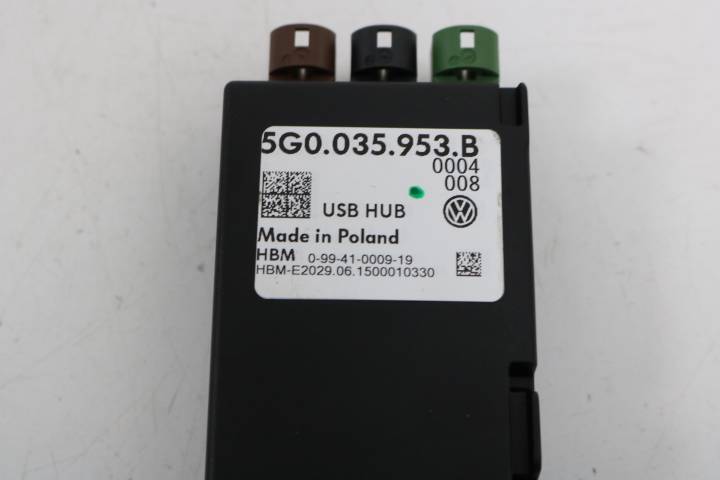 5G0.035.953.B
0004
008
USB HUB
Made in Poland
HBM 0-99-41-0009-19
HBM-E2029.06.1500010330